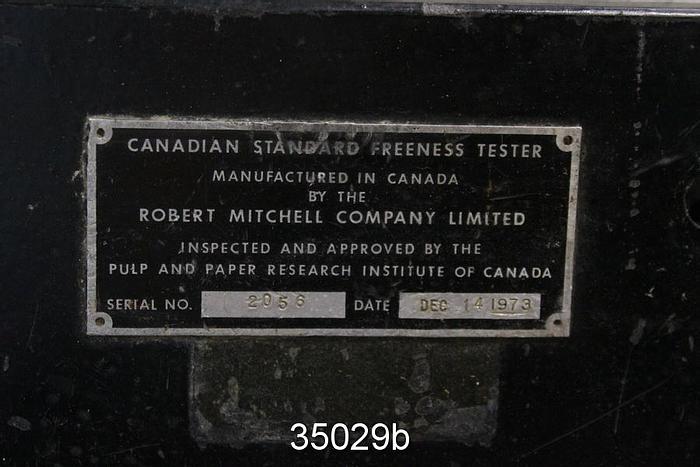 CANADIAN STANDARD FREENESS TESTER
MANUFACTURED IN CANADA
BY THE
ROBERT MITCHELL COMPANY LIMITED
INSPECTED AND APPROVED BY THE
PULP AND PAPER RESEARCH INSTITUTE OF CANADA
SERIAL NO. 2056 DATE DEC 14 1973
35029b